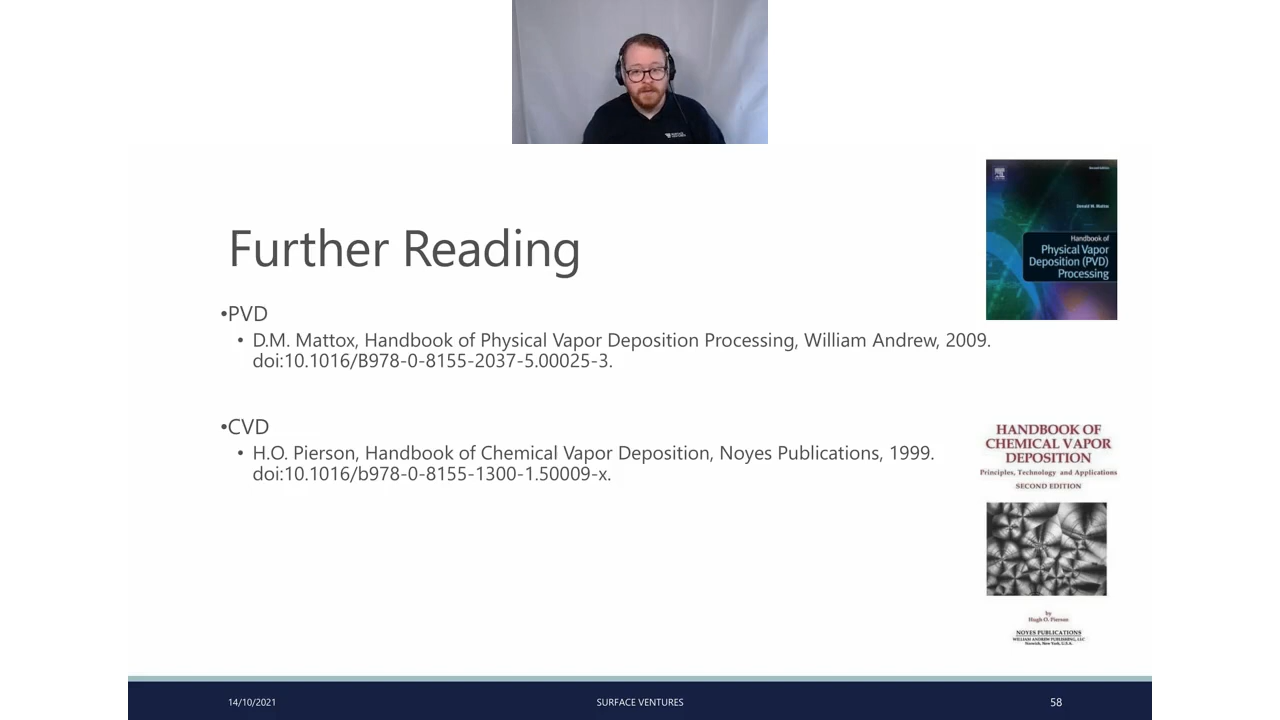 Further Reading
•PVD
• D.M. Mattox, Handbook of Physical Vapor Deposition Processing, William Andrew, 2009.
doi:10.1016/B978-0-8155-2037-5.00025-3.
•CVD
• H.O. Pierson, Handbook of Chemical Vapor Deposition, Noyes Publications, 1999.
doi:10.1016/b978-0-8155-1300-1.50009-x.
Donald M. Mattox
Handbook of
Physical Vapor
Deposition (PVD)
Processing
HANDBOOK OF
CHEMICAL VAPOR
DEPOSITION
Principles, Technology and Applications
SECOND EDITION
by
Hugh O. Pierson
NOYES PUBLICATIONS
WILLIAM ANDREW PUBLISHING, LLC
Norwich, New York, U.S.A.
14/10/2021
SURFACE VENTURES
58